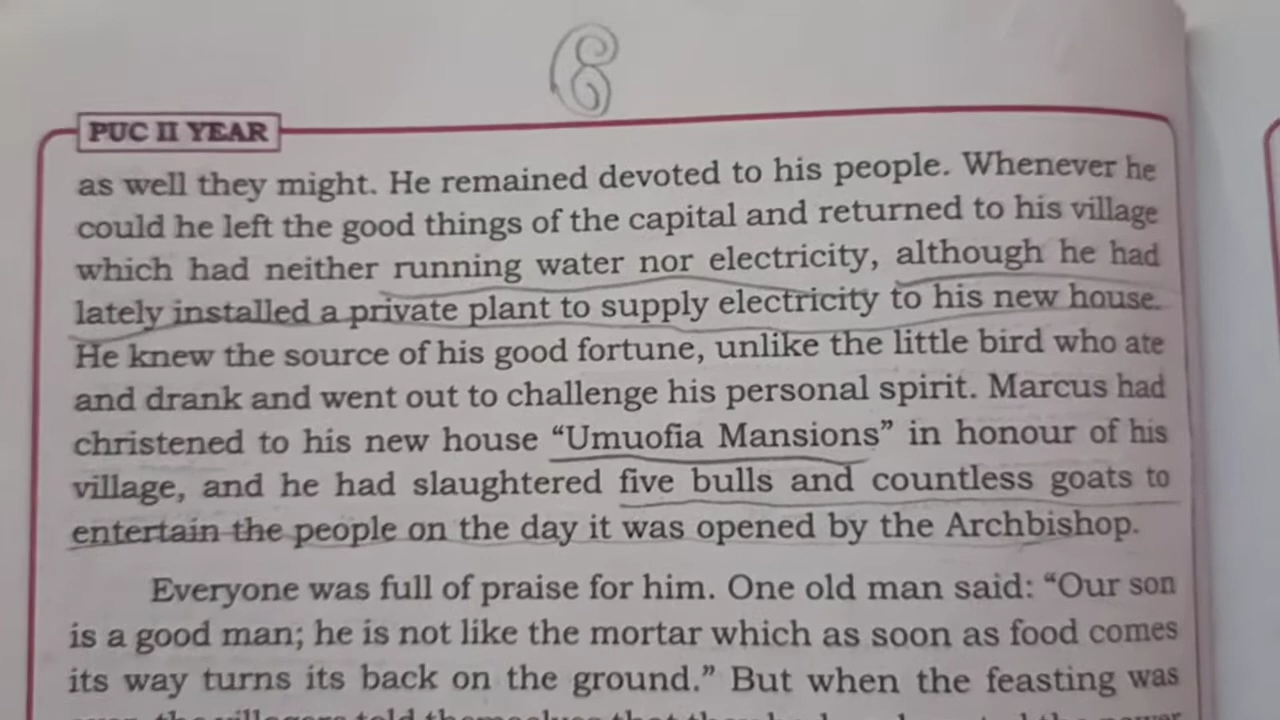 PUC II YEAR
as well they might. He remained devoted to his people. Whenever he
could he left the good things of the capital and returned to his village
which had neither running water nor electricity, although he had
lately installed a private plant to supply electricity to his new house.
He knew the source of his good fortune, unlike the little bird who ate
and drank and went out to challenge his personal spirit. Marcus had
christened to his new house “Umuofia Mansions” in honour of his
village, and he had slaughtered five bulls and countless goats to
entertain the people on the day it was opened by the Archbishop.
Everyone was full of praise for him. One old man said: “Our son
is a good man; he is not like the mortar which as soon as food comes
its way turns its back on the ground.” But when the feasting was